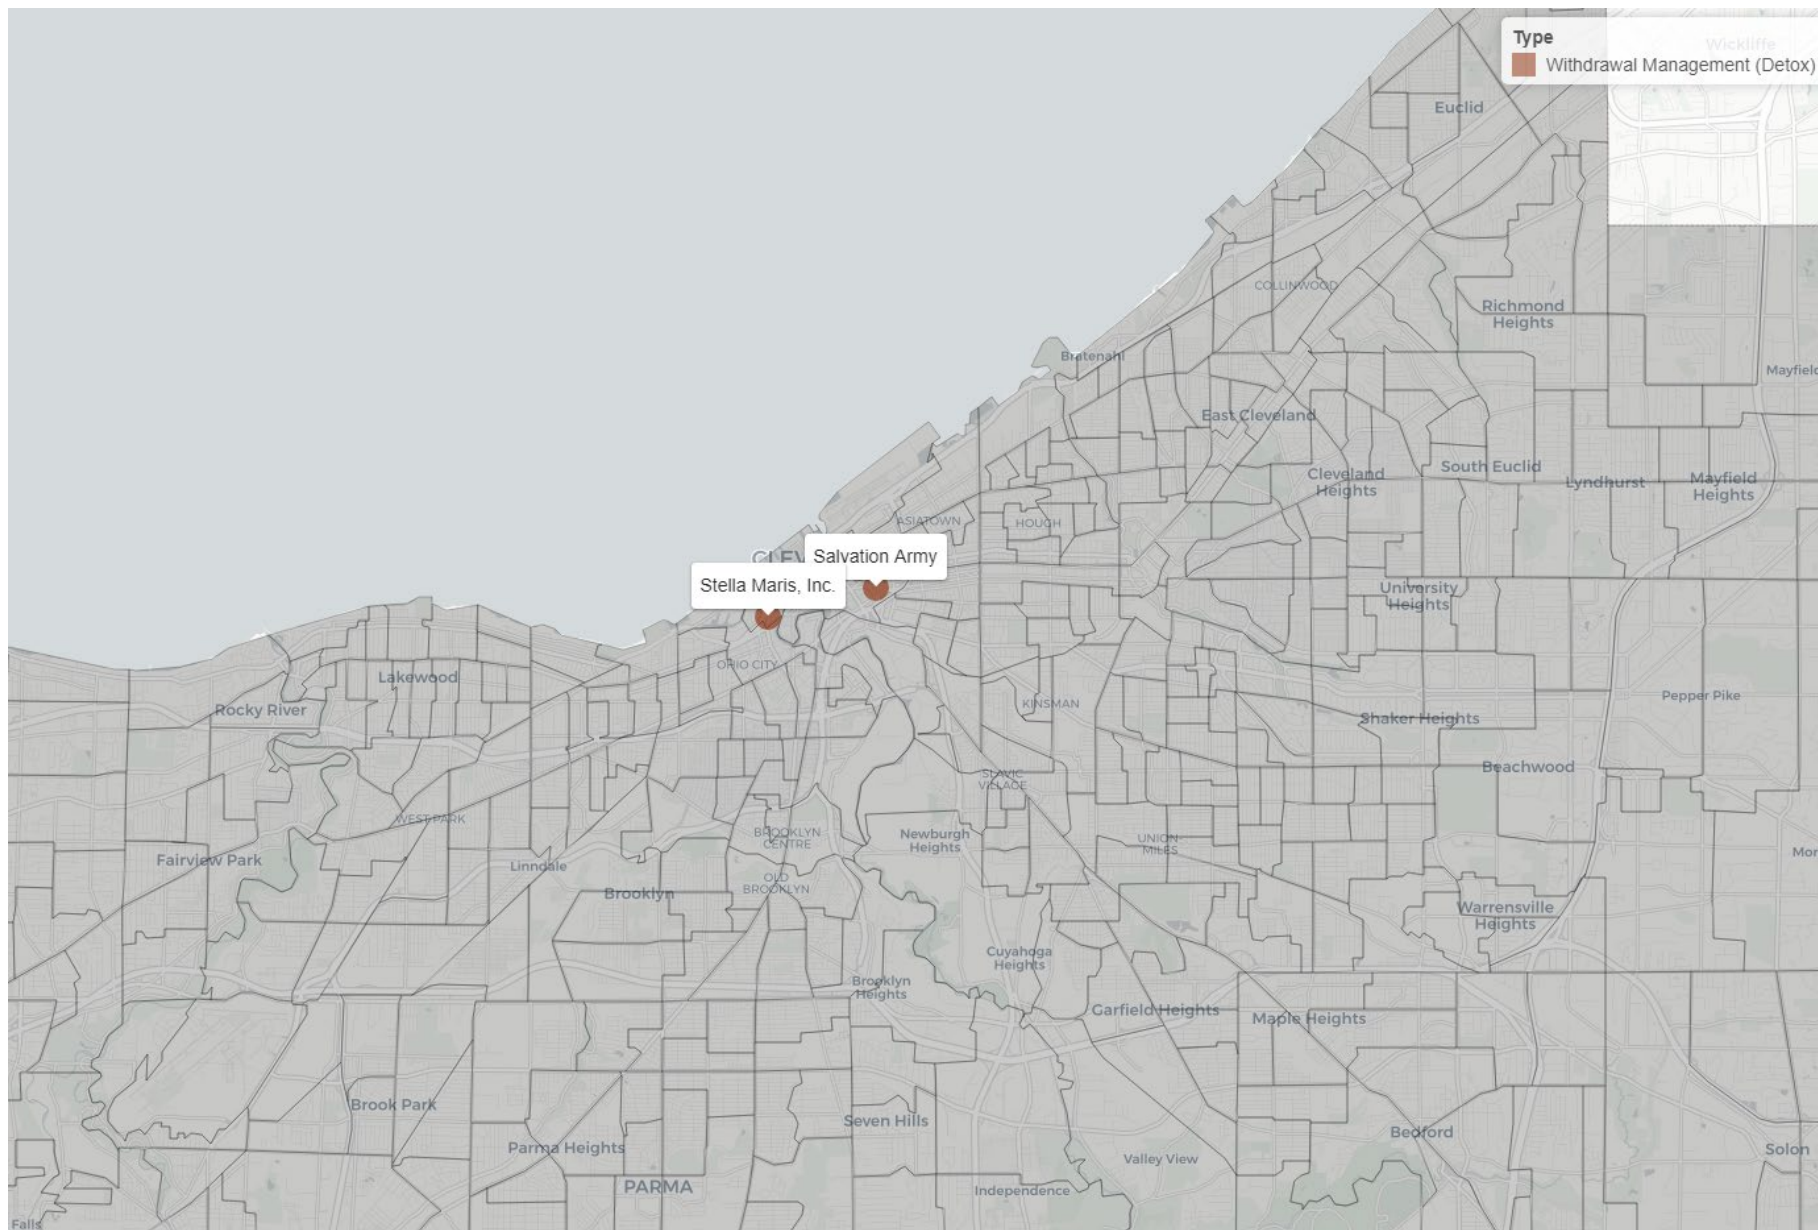 Type
Withdrawal Management (Detox)
Wickliffe
Euclid
COLLINWOOD
Richmond
Heights
Bratenahl
East Cleveland
Cleveland
Heights
South Euclid
Lyndhurst
Mayfield
Heights
ASIATOWN
HOUGH
Salvation Army
Stella Maris, Inc.
University
Heights
OHIO CITY
Lakewood
Rocky River
KINSMAN
Pepper Pike
Shaker Heights
Beachwood
SLAVIC
VILLAGE
WEST PARK
BROOKLYN
CENTRE
Newburgh
Heights
UNION-
MILES
Fairview Park
Linndale
OLD
BROOKLYN
Brooklyn
Warrensville
Heights
Cuyahoga
Heights
Brooklyn
Heights
Garfield Heights
Maple Heights
Brook Park
Seven Hills
Bedford
Parma Heights
Solon
Valley View
PARMA
Independence
Falls